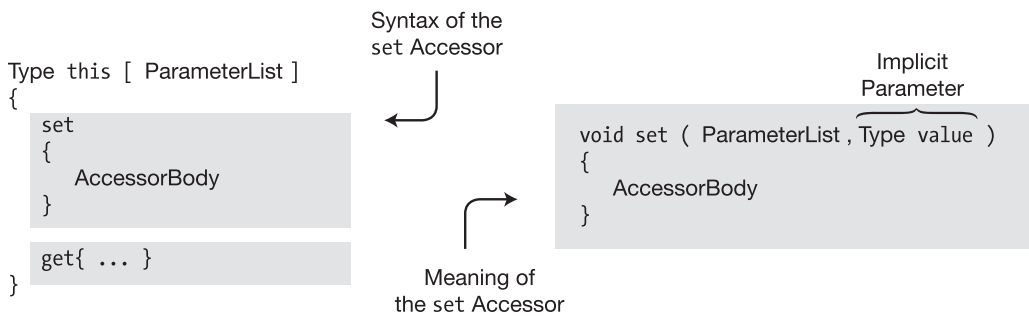 Syntax of the
set Accessor
Type this [ ParameterList ]
{
set
{
AccessorBody
}
get{ ... }
}
Implicit
Parameter
void set ( ParameterList , Type value )
{
AccessorBody
}
Meaning of
the set Accessor